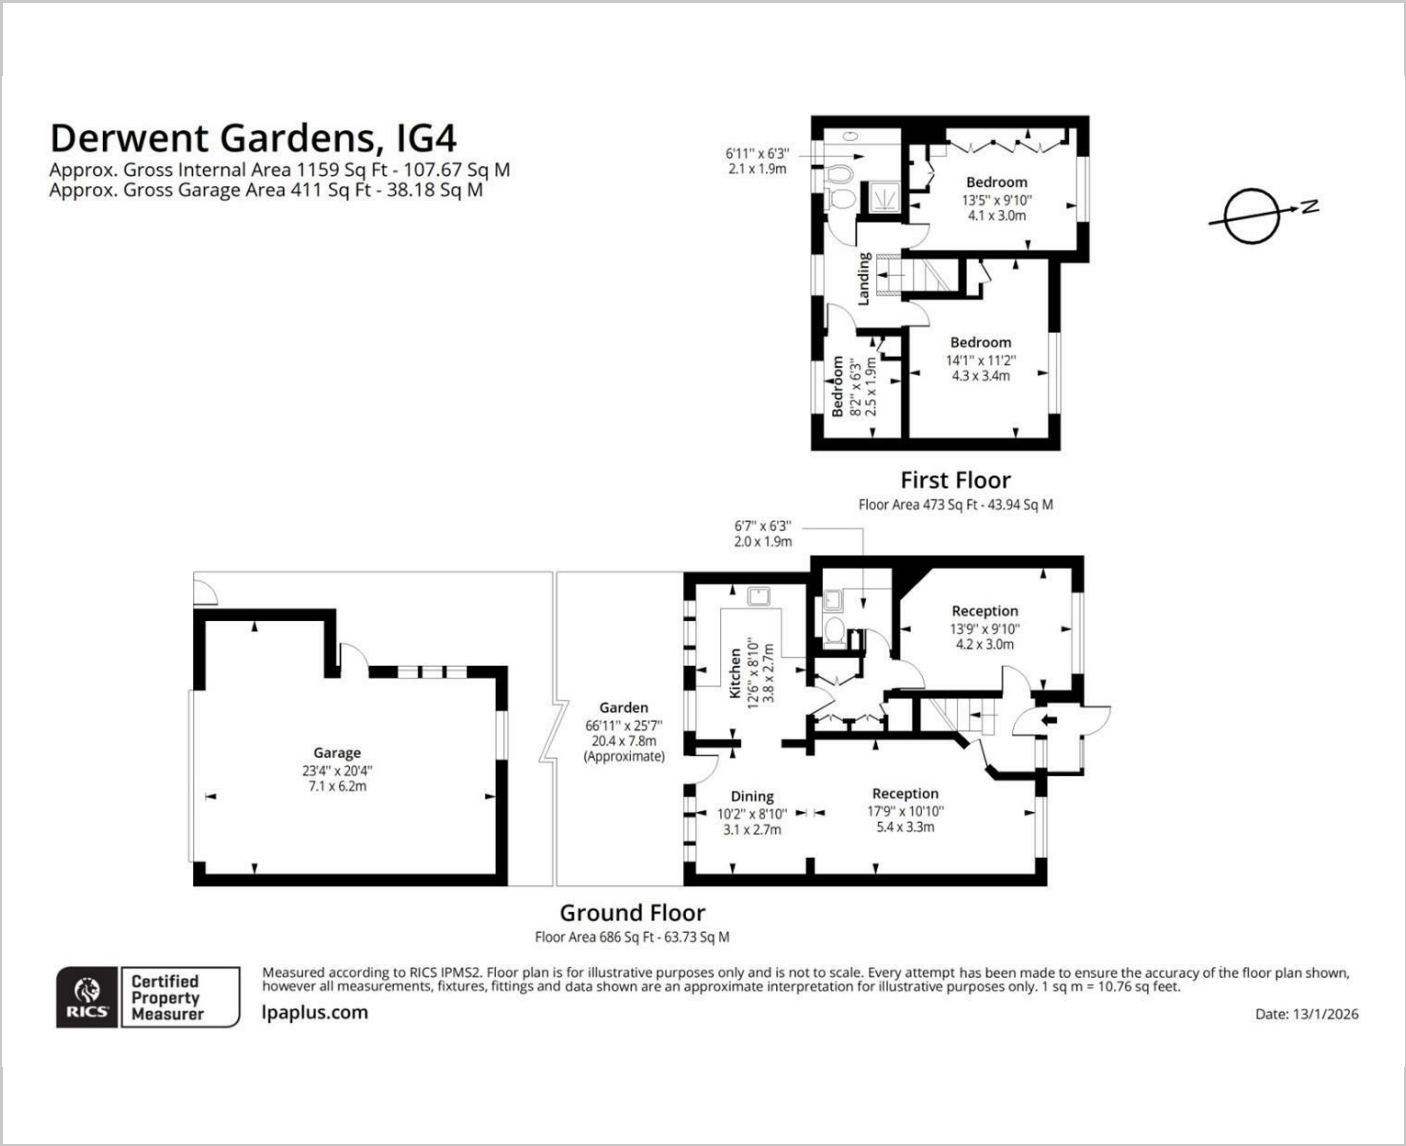 Derwent Gardens, IG4
Approx. Gross Internal Area 1159 Sq Ft - 107.67 Sq M
Approx. Gross Garage Area 411 Sq Ft - 38.18 Sq M
6'11" x 6'3"
2.1 x 1.9m
Bedroom
13'5" x 9'10"
4.1 x 3.0m
N
Landing
Bedroom
14'1" x 11'2"
4.3 x 3.4m
Bedroom
8'2" x 6'3"
2.5 x 1.9m
First Floor
Floor Area 473 Sq Ft - 43.94 Sq M
6'7" x 6'3"
2.0 x 1.9m
Reception
13'9" x 9'10"
4.2 x 3.0m
Kitchen
12'6" x 8'10"
3.8 x 2.7m
Garden
66'11" x 25'7"
20.4 x 7.8m
(Approximate)
Garage
23'4" x 20'4"
7.1 x 6.2m
Dining
10'2" x 8'10"
3.1 x 2.7m
Reception
17'9" x 10'10"
5.4 x 3.3m
Ground Floor
Floor Area 686 Sq Ft - 63.73 Sq M
RICS
Certified
Property
Measurer
Measured according to RICS IPMS2. Floor plan is for illustrative purposes only and is not to scale. Every attempt has been made to ensure the accuracy of the floor plan shown,
however all measurements, fixtures, fittings and data shown are an approximate interpretation for illustrative purposes only. 1 sq m = 10.76 sq feet.
lpaplus.com
Date: 13/1/2026